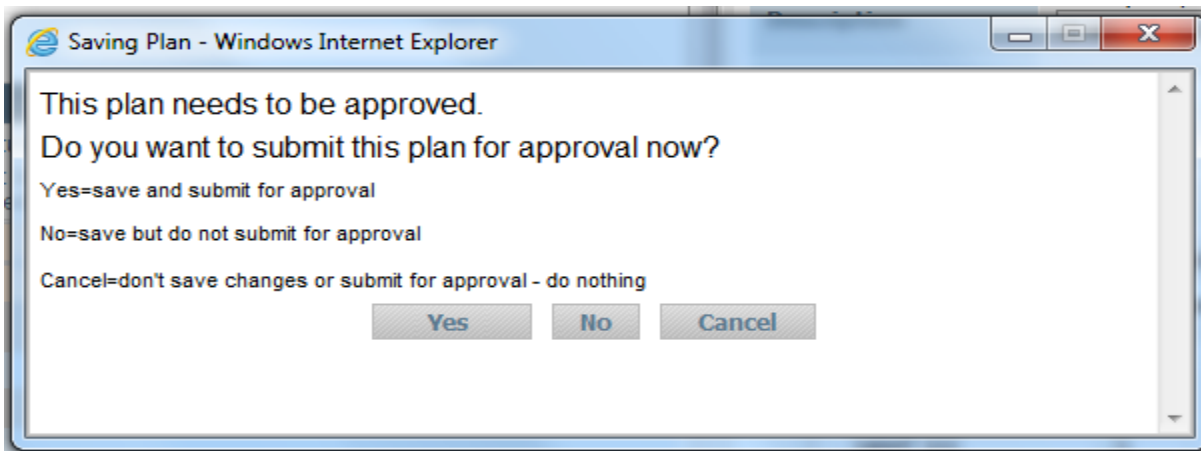 Saving Plan - Windows Internet Explorer
This plan needs to be approved.
Do you want to submit this plan for approval now?
Yes=save and submit for approval
No=save but do not submit for approval
Cancel=don't save changes or submit for approval - do nothing
Yes No Cancel